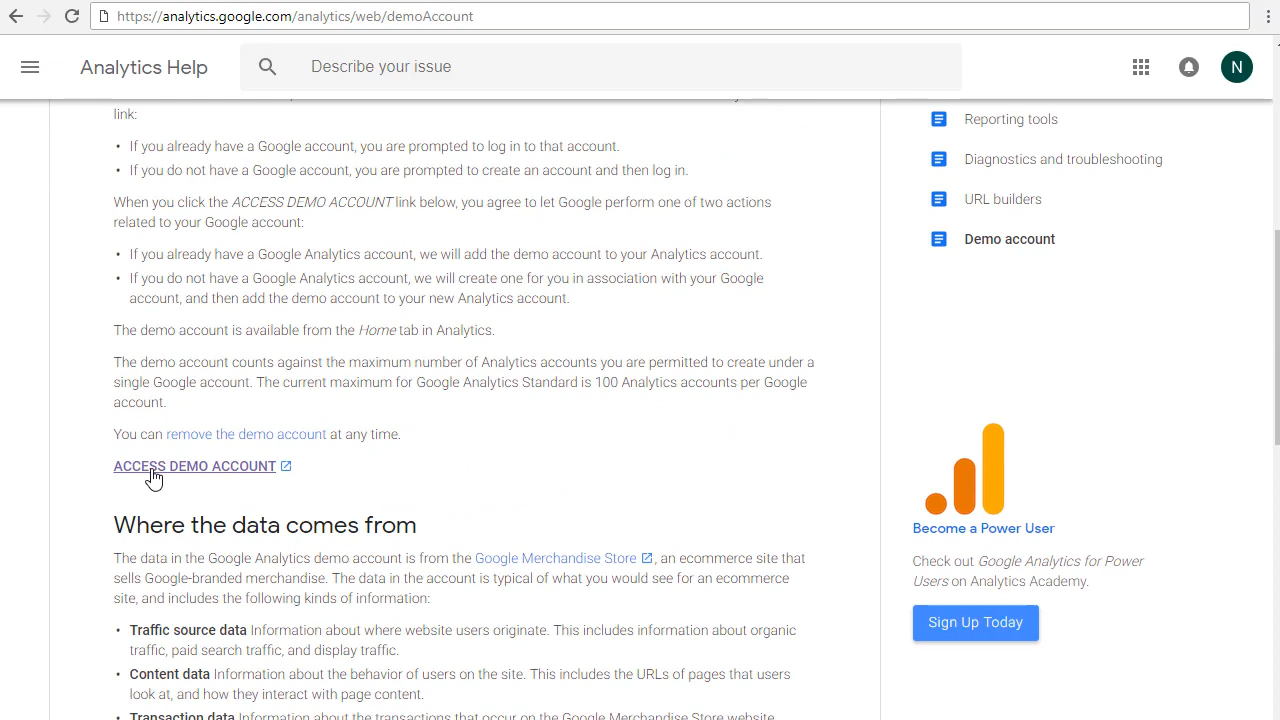 https://analytics.google.com/analytics/web/demoAccount
Analytics Help
Describe your issue
N
link:
• If you already have a Google account, you are prompted to log in to that account.
• If you do not have a Google account, you are prompted to create an account and then log in.
When you click the CESS DEMO ACCOUNT link below, you agree to let Google perform one of two actions
related to your Google account:
• If you already have a Google Analytics account, we will add the demo account to your Analytics account.
• If you do not have a Google Analytics account, we will create one for you in association with your Google
account, and then add the demo account to your new Analytics account.
The demo account is available from the Home tab in Analytics.
The demo account counts against the maximum number of Analytics accounts you are permitted to create under a
single Google account. The current maximum for Google Analytics Standard is 100 Analytics accounts per Google
account.
You can remove the demo account at any time.
ACCESS DEMO ACCOUNT
Where the data comes from
The data in the Google Analytics demo account is from the Google Merchandise Store , an ecommerce site that
sells Google-branded merchandise. The data in the account is typical of what you would see for an ecommerce
site, and includes the following kinds of information:
• Traffic source data Information about where website users originate. This includes information about organic
traffic, paid search traffic, and display traffic.
• Content data Information about the behavior of users on the site. This includes the URLs of pages that users
look at, and how they interact with page content.
• Transaction data Information about the transactions that occur on the Google Merchandise Store website.
Reporting tools
Diagnostics and troubleshooting
URL builders
Demo account
Become a Power User
Check out Google Analytics for Power
Users on Analytics Academy.
Sign Up Today